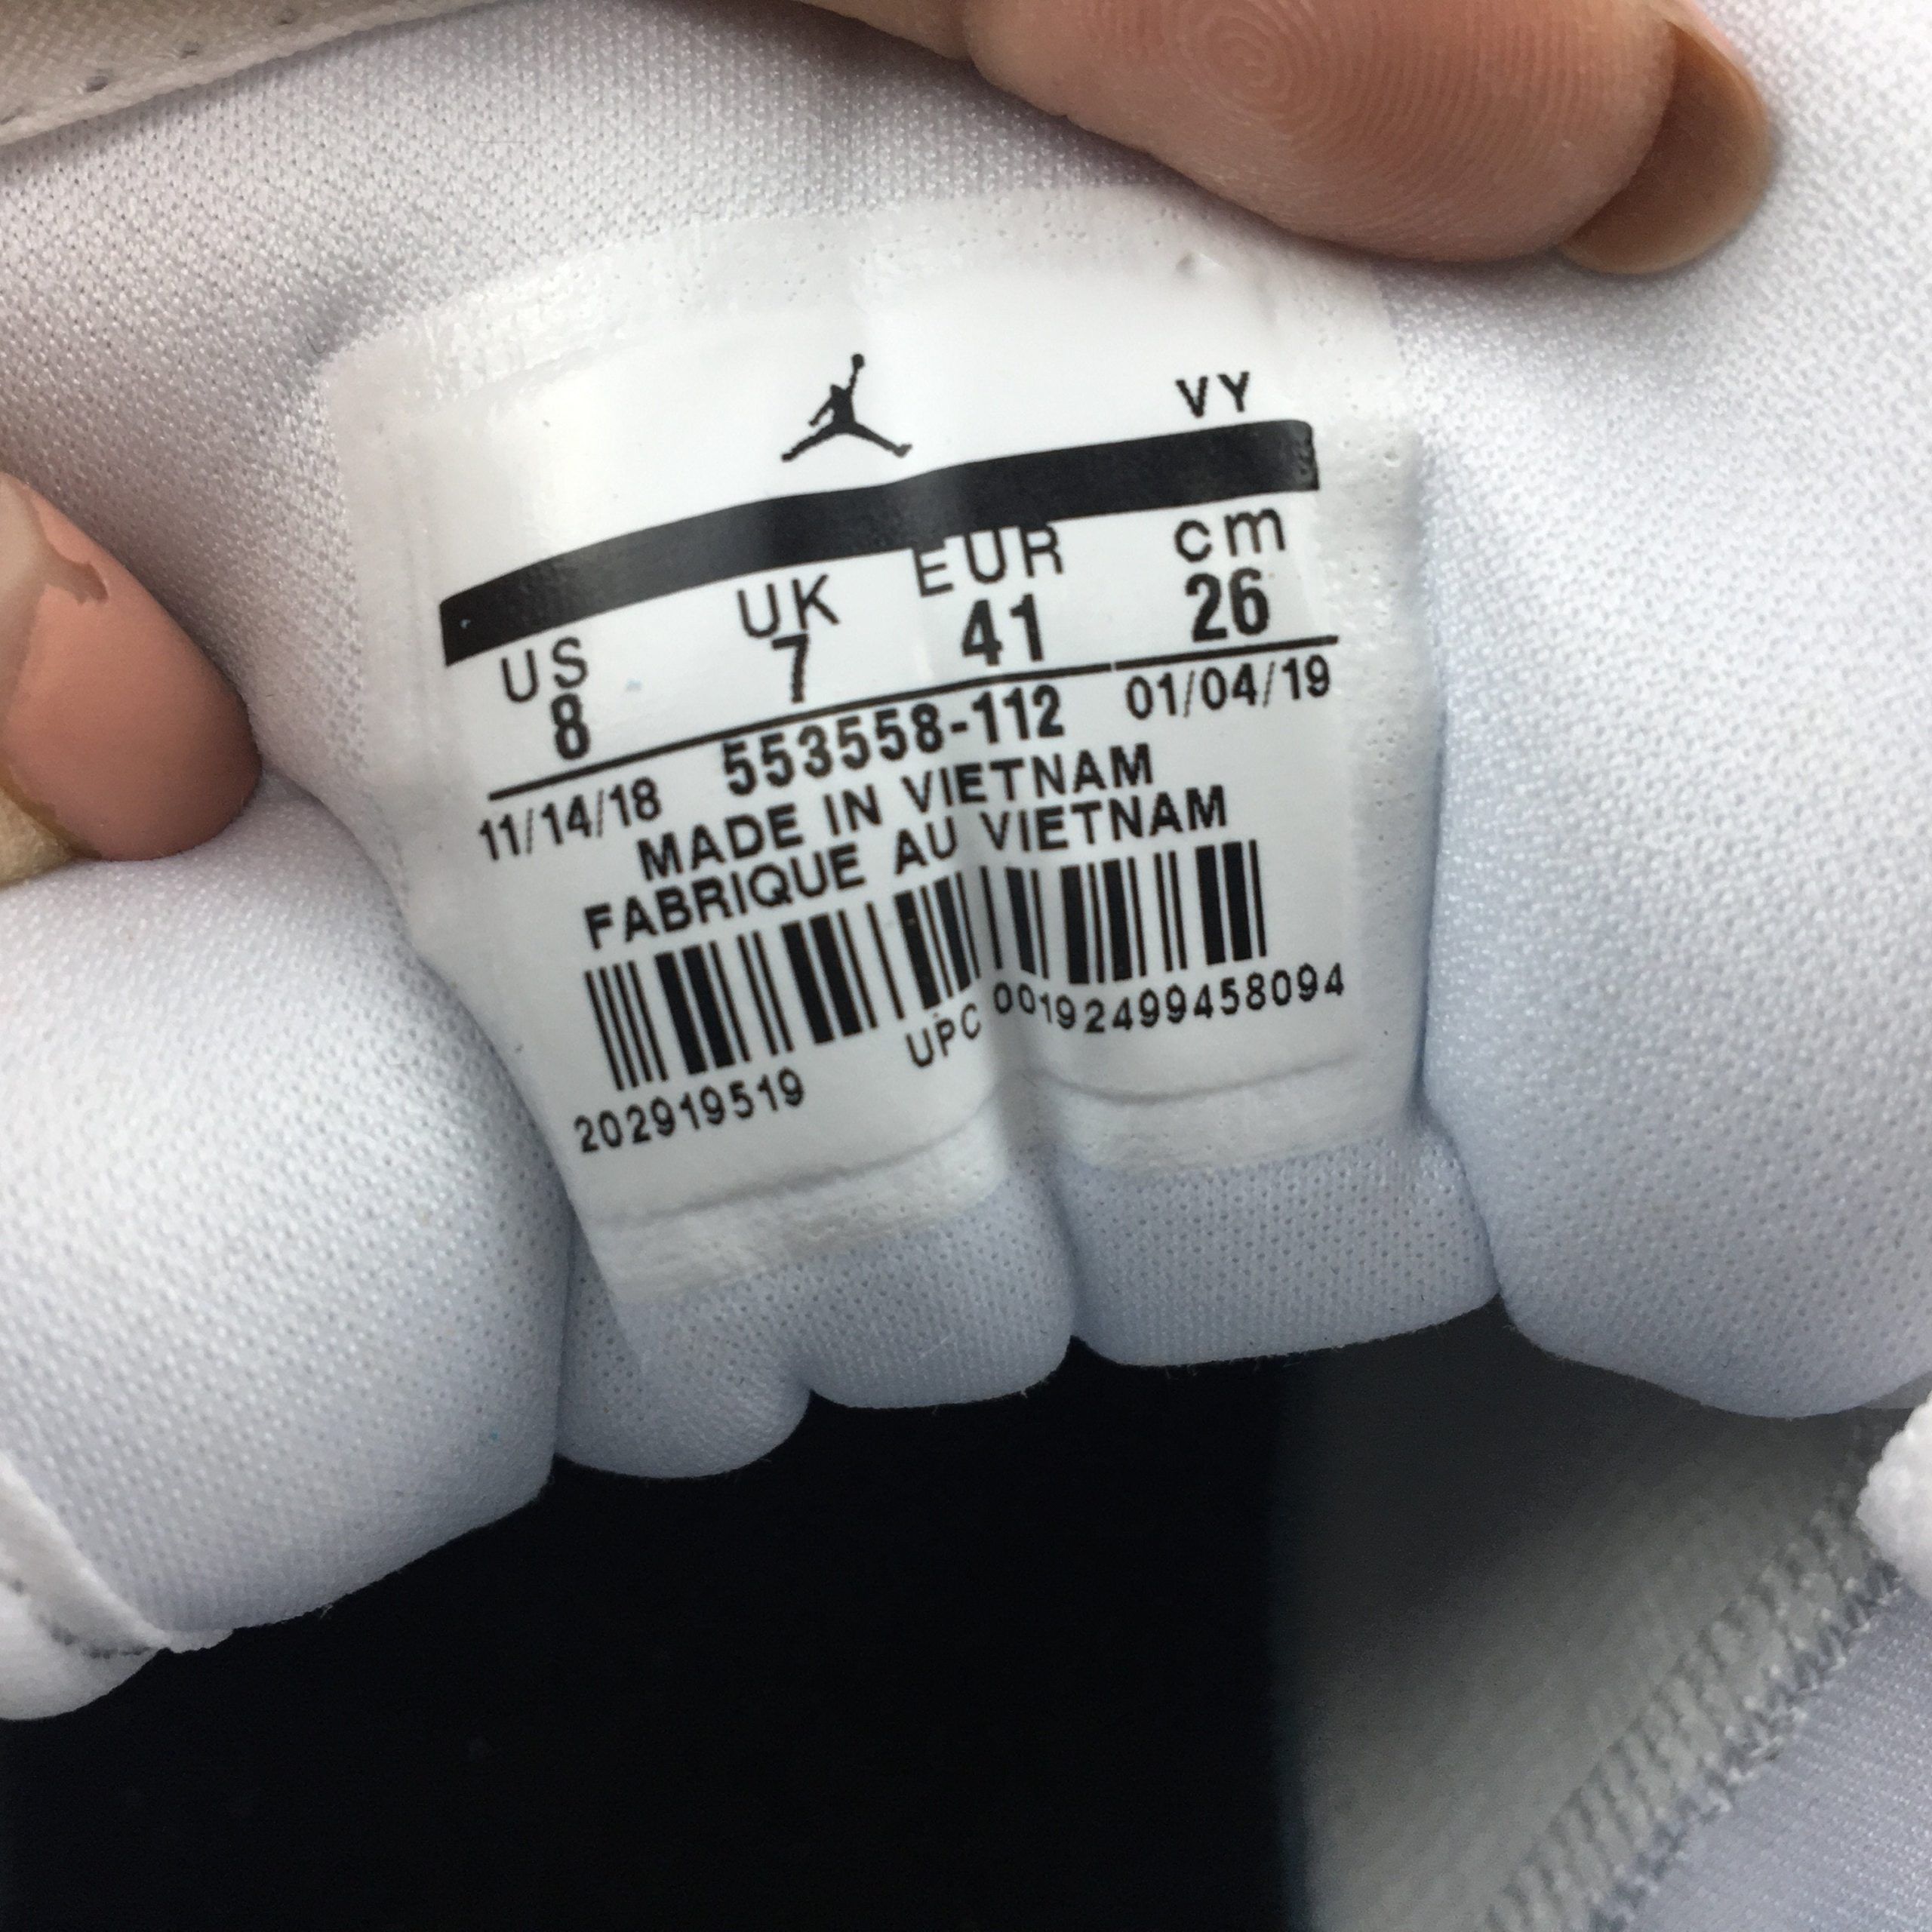 VY
US UK EUR cm
8 7 41 26
11/14/18 553558-112 01/04/19
MADE IN VIETNAM
FABRIQUE AU VIETNAM
202919519 UPC 00192499458094